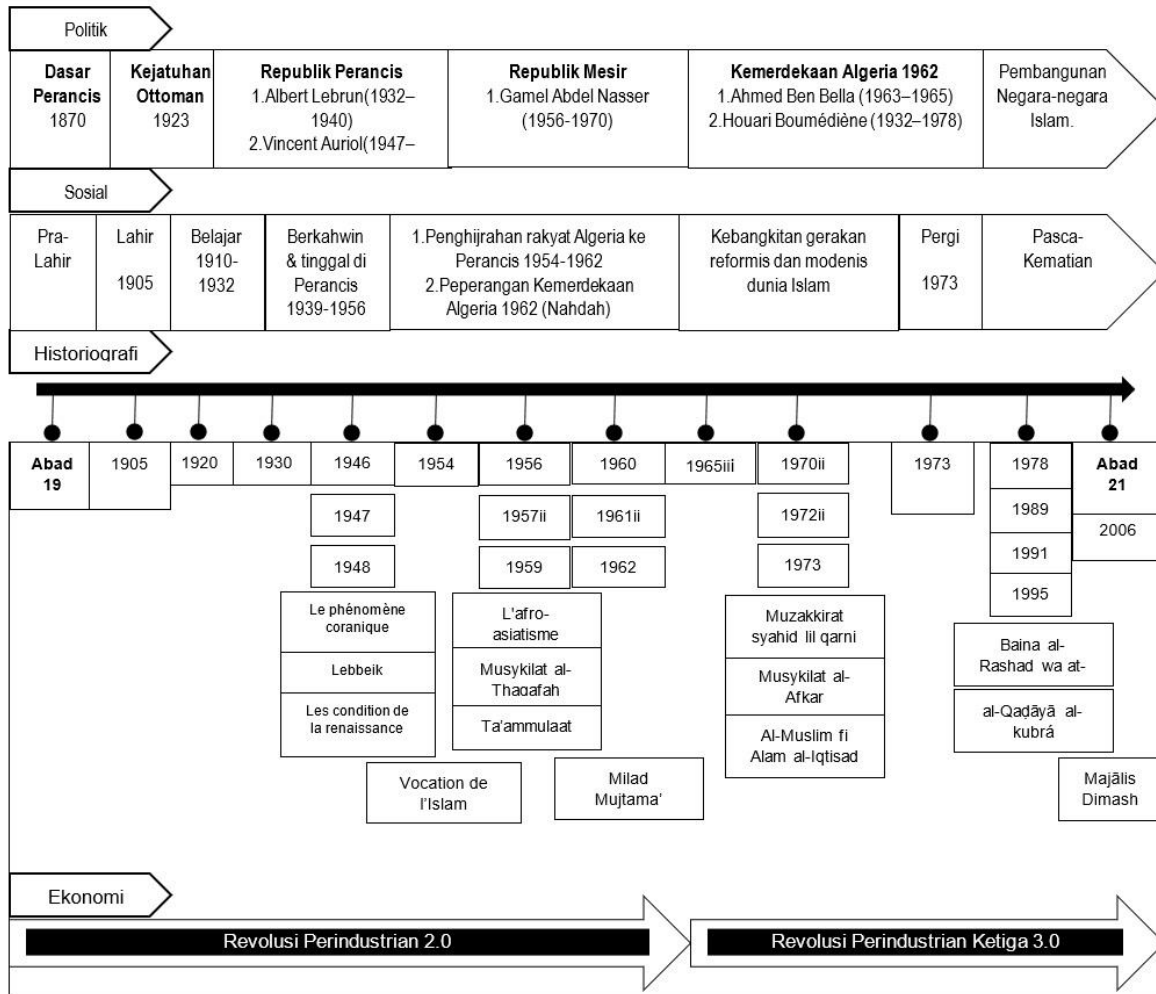 Politik
Dasar
Perancis
1870
Kejatuhan
Ottoman
1923
Republik Perancis
1.Albert Lebrun(1932–
1940)
2.Vincent Auriol(1947–
Republik Mesir
1.Gamel Abdel Nasser
(1956-1970)
Kemerdekaan Algeria 1962
1.Ahmed Ben Bella (1963–1965)
2.Houari Boumédiène (1932–1978)
Pembangunan
Negara-negara
Islam.
Sosial
Pra-
Lahir
Lahir
1905
Belajar
1910-
1932
Berkahwin
& tinggal di
Perancis
1939-1956
1.Penghijrahan rakyat Algeria ke
Perancis 1954-1962
2.Peperangan Kemerdekaan
Algeria 1962 (Nahdah)
Kebangkitan gerakan
reformis dan modenis
dunia Islam
Pergi
1973
Pasca-
Kematian
Historiografi
Abad
19
1905
1920
1930
1946
1947
1948
1954
1956
1957ii
1959
1960
1961ii
1962
1965iii
1970ii
1972ii
1973
1973
1978
1989
1991
1995
Abad
21
2006
Le phénomène
coranique
Lebbeik
Les condition de
la renaissance
Vocation de
l'Islam
L'afro-
asiatisme
Musykilat al-
Thaqafah
Ta'ammulaat
Milad
Mujtama'
Muzakkirat
syahid lil qarni
Musykilat al-
Afkar
Al-Muslim fi
Alam al-Iqtisad
Baina al-
Rashad wa at-
al-Qaḍāyā al-
kubrá
Majālis
Dimash
Ekonomi
Revolusi Perindustrian 2.0
Revolusi Perindustrian Ketiga 3.0